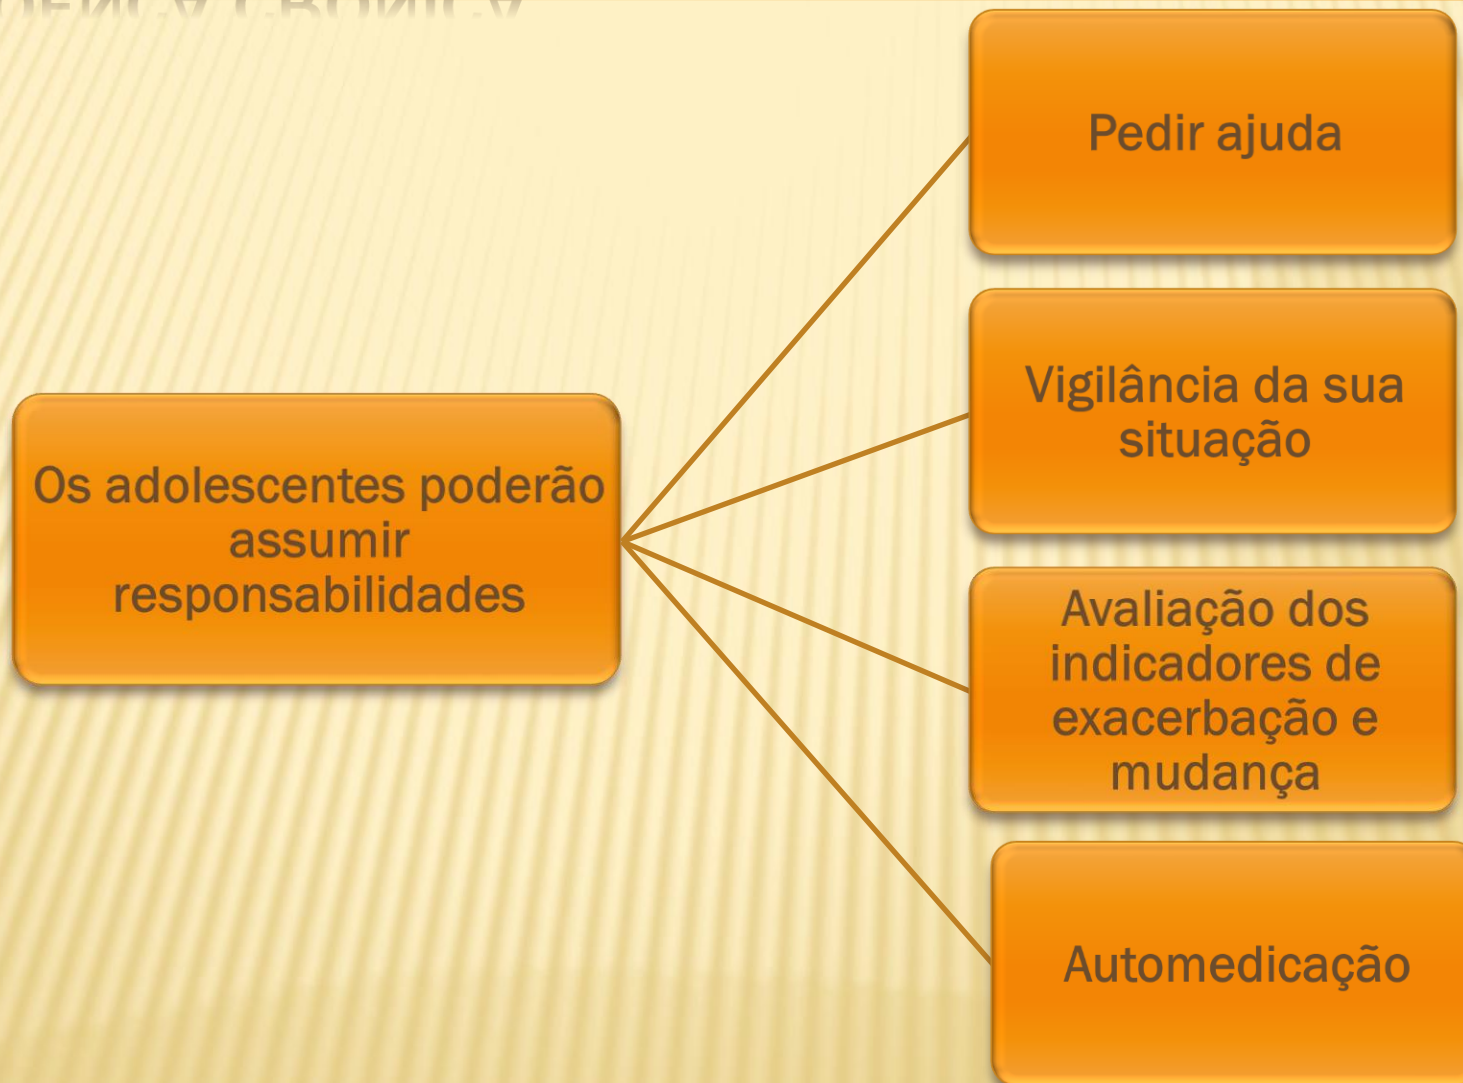 Os adolescentes poderão
assumir
responsabilidades
Pedir ajuda
Vigilância da sua
situação
Avaliação dos
indicadores de
exacerbação e
mudança
Automedicação